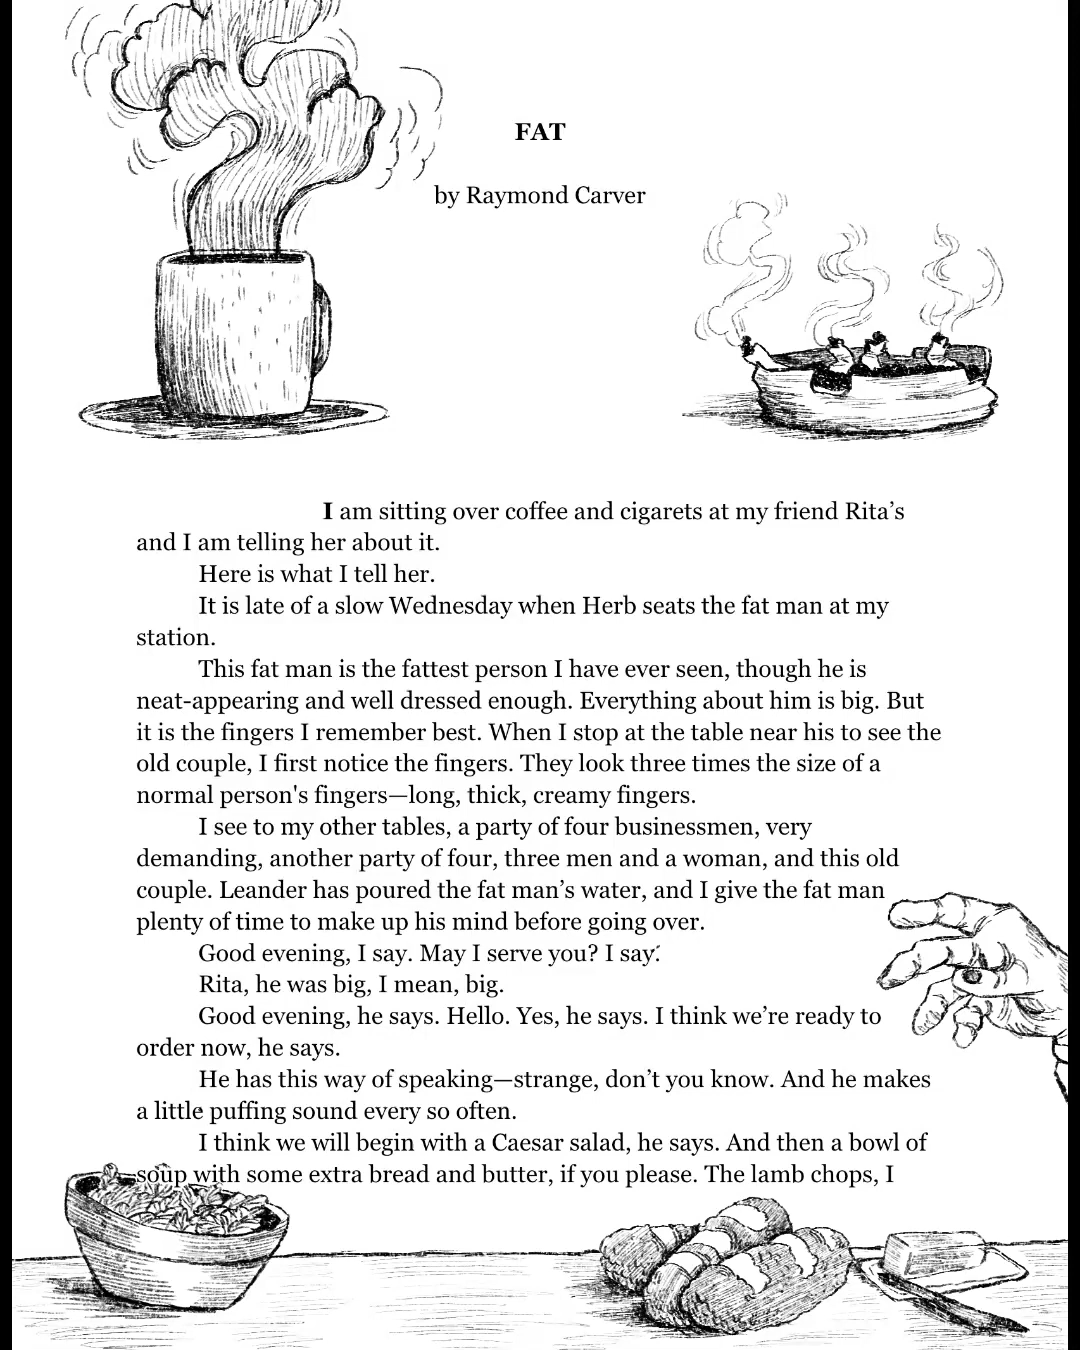 FAT
by Raymond Carver
I am sitting over coffee and cigarets at my friend Rita’s
and I am telling her about it.
Here is what I tell her.
It is late of a slow Wednesday when Herb seats the fat man at my
station.
This fat man is the fattest person I have ever seen, though he is
neat-appearing and well dressed enough. Everything about him is big. But
it is the fingers I remember best. When I stop at the table near his to see the
old couple, I first notice the fingers. They look three times the size of a
normal person's fingers—long, thick, creamy fingers.
I see to my other tables, a party of four businessmen, very
demanding, another party of four, three men and a woman, and this old
couple. Leander has poured the fat man’s water, and I give the fat man
plenty of time to make up his mind before going over.
Good evening, I say. May I serve you? I say.
Rita, he was big, I mean, big.
Good evening, he says. Hello. Yes, he says. I think we’re ready to
order now, he says.
He has this way of speaking—strange, don’t you know. And he makes
a little puffing sound every so often.
I think we will begin with a Caesar salad, he says. And then a bowl of
soup with some extra bread and butter, if you please. The lamb chops, I